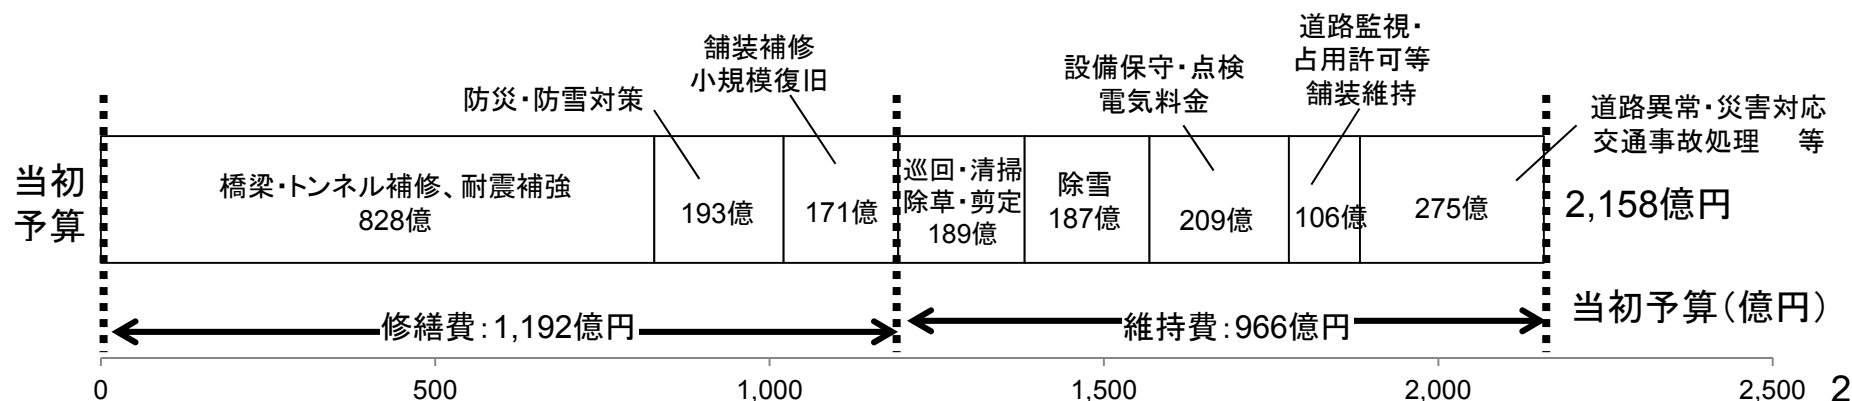 道路監視・
占用許可等
舗装維持
舗装補修
小規模復旧
設備保守・点検
電気料金
防災・防雪対策
道路異常・災害対応
交通事故処理　等
当初
予算
橋梁・トンネル補修、耐震補強
828億
193億
171億
巡回・清掃
除草・剪定
189億
除雪
187億
209億
106億
275億
2,158億円
修繕費：1,192億円
維持費：966億円
当初予算（億円）
0
500
1,000
1,500
2,000
2,500
2